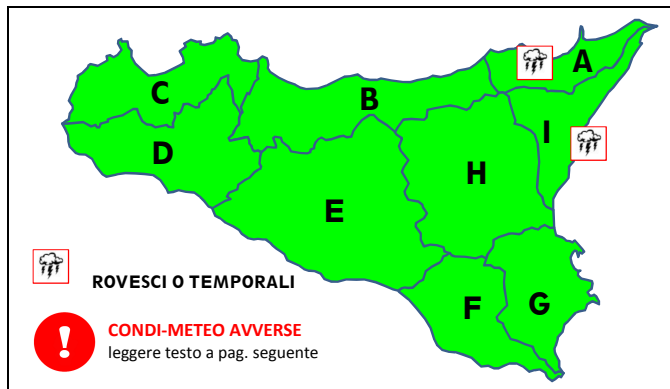 A
C
B
I
D
H
E
ROVESCI O TEMPORALI
F
G
!
CONDI-METEO AVVERSE
leggere testo a pag. seguente